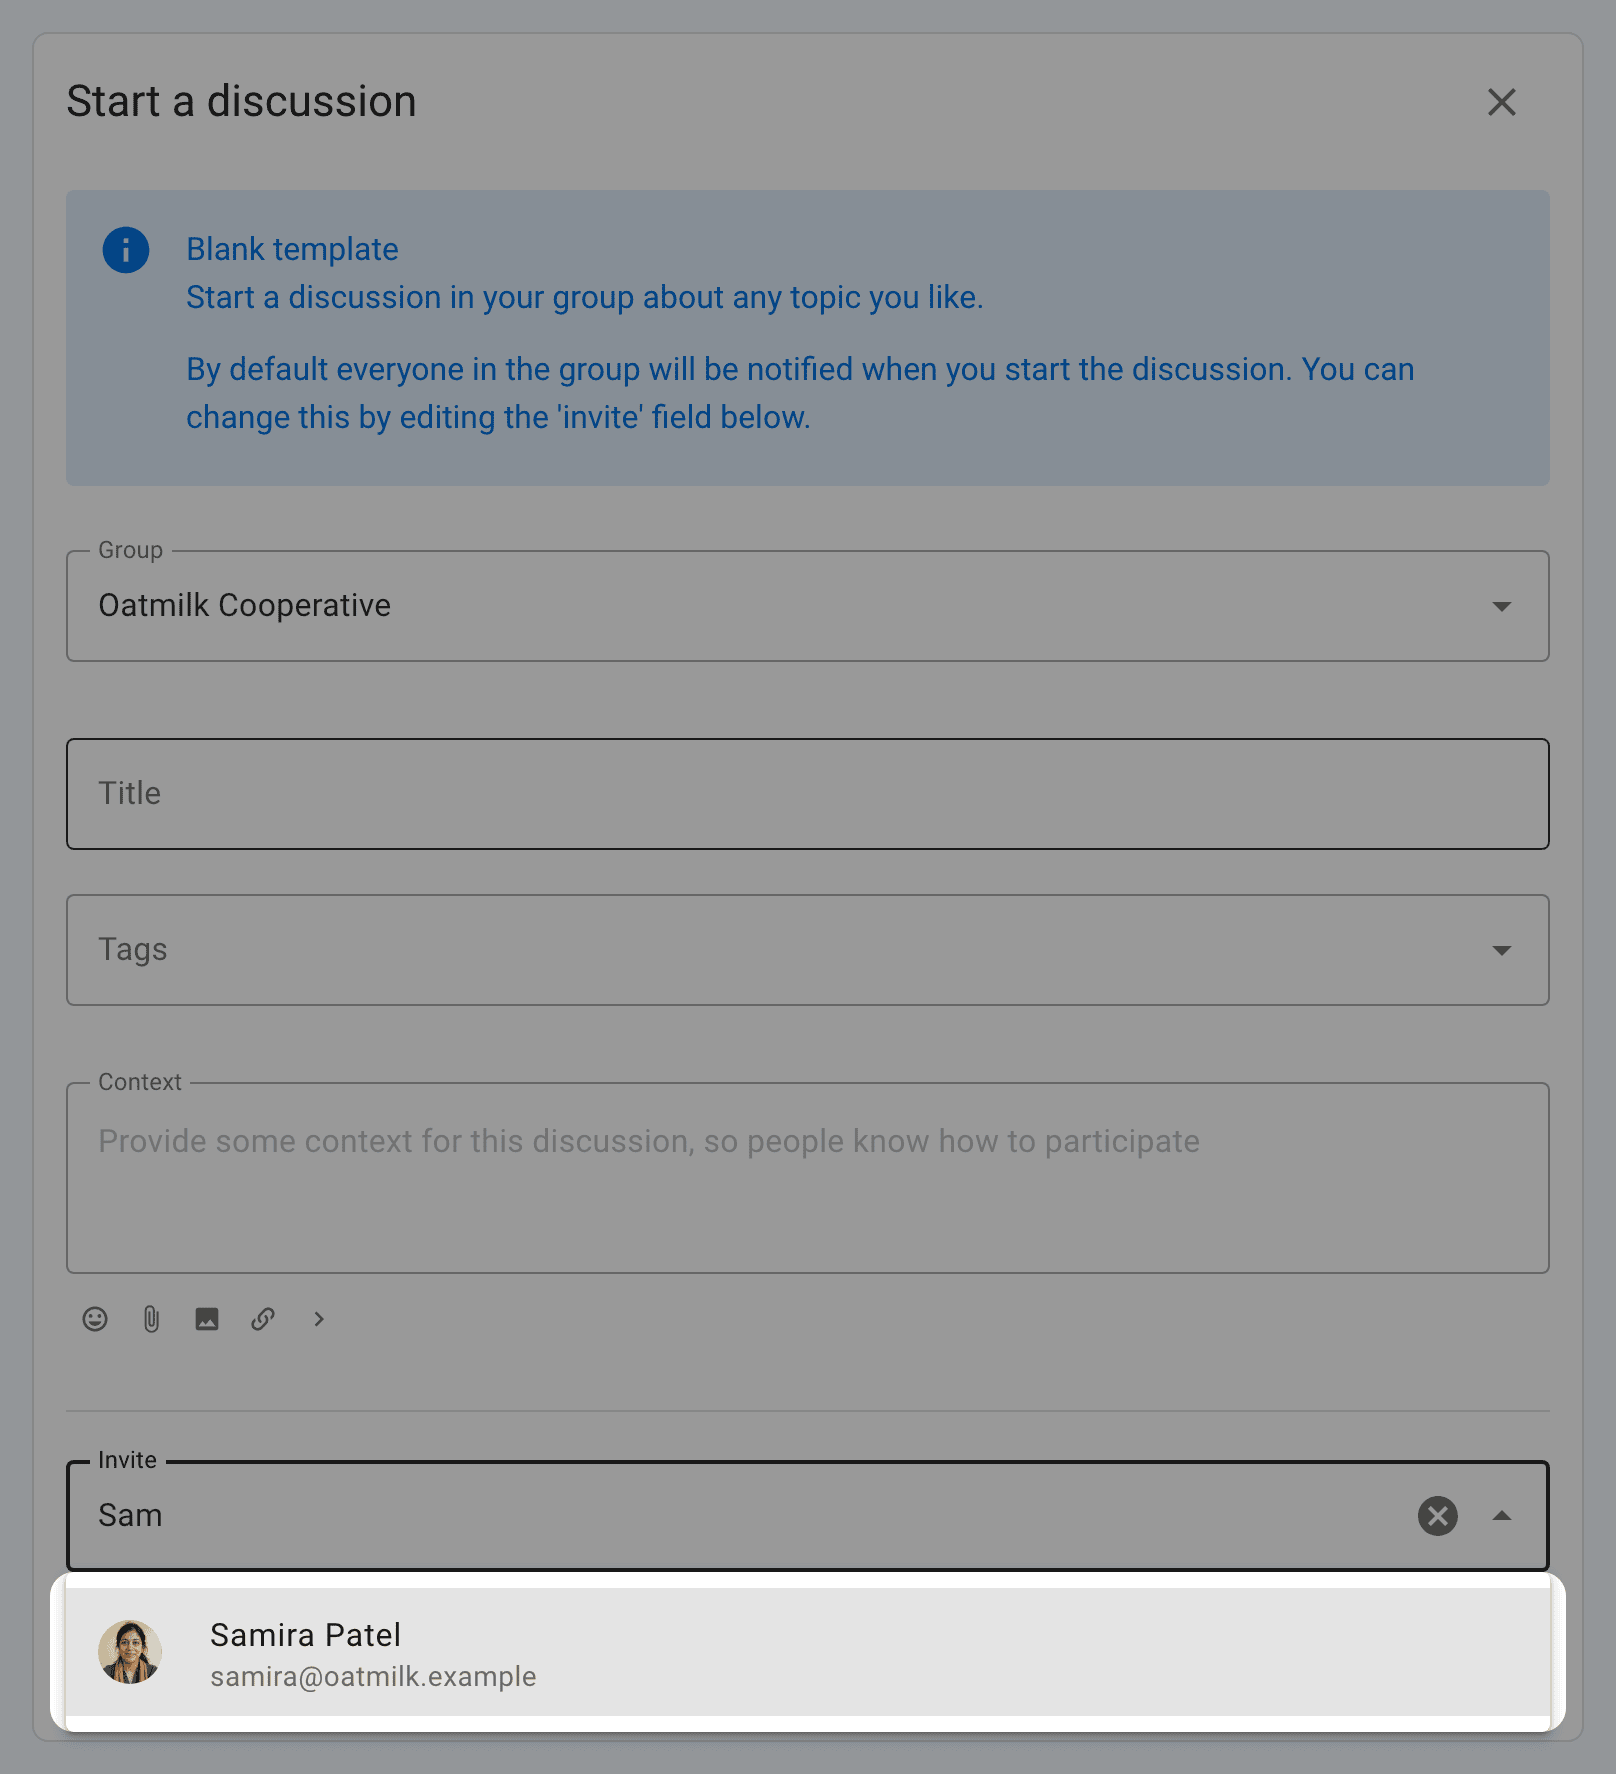 Start a discussion
Blank template
Start a discussion in your group about any topic you like.
By default everyone in the group will be notified when you start the discussion. You can
change this by editing the 'invite' field below.
Group
Oatmilk Cooperative
Title
Tags
Context
Provide some context for this discussion, so people know how to participate
Invite
Sam
Samira Patel
samira@oatmilk.example